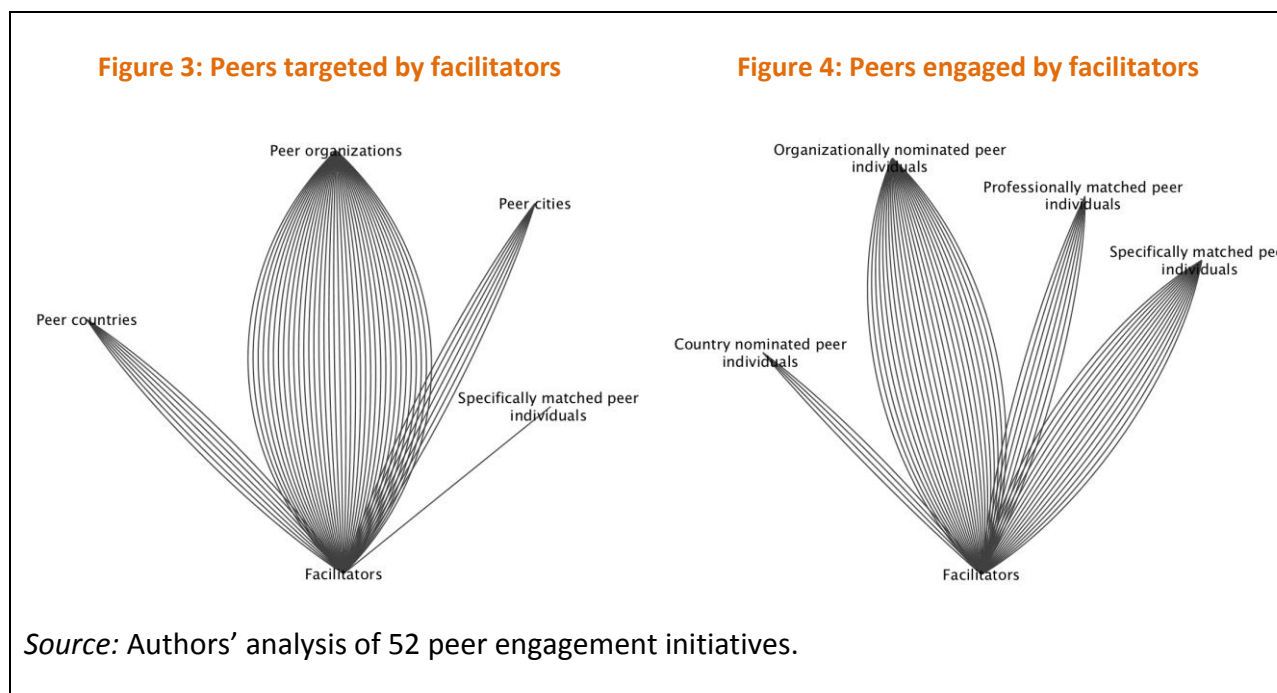 Figure 3: Peers targeted by facilitators
Peer organizations
Peer cities
Peer countries
Specifically matched peer
individuals
Facilitators
Figure 4: Peers engaged by facilitators
Organizationally nominated peer
individuals
Professionally matched peer
individuals
Specifically matched pee
individuals
Country nominated peer
individuals
Facilitators
Source: Authors’ analysis of 52 peer engagement initiatives.